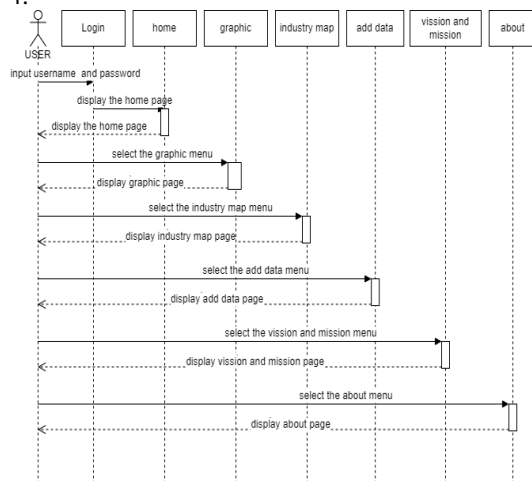 Login
home
graphic
industry map
add data
vission and
mission
about
USER
input username and password
display the home page
display the home page
select the graphic menu
display graphic page
select the industry map menu
display industry map page
select the add data menu
display add data page
select the vission and mission menu
display vission and mission page
select the about menu
display about page